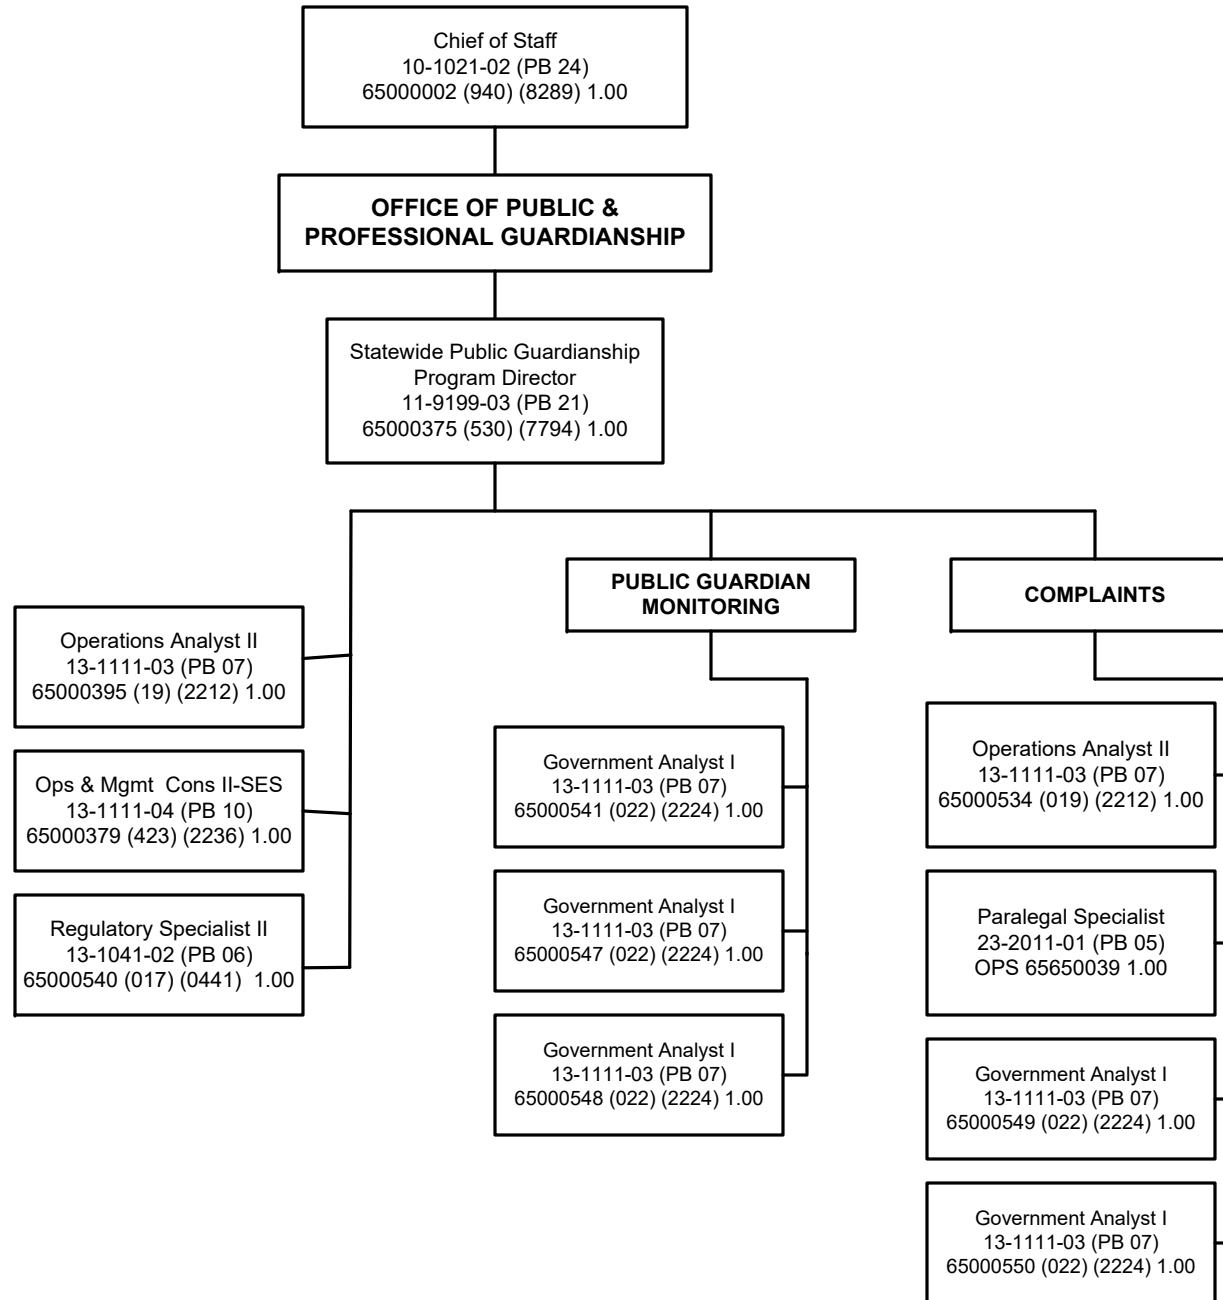 Chief of Staff
10-1021-02 (PB 24)
65000002 (940) (8289) 1.00
OFFICE OF PUBLIC &
PROFESSIONAL GUARDIANSHIP
Statewide Public Guardianship
Program Director
11-9199-03 (PB 21)
65000375 (530) (7794) 1.00
Operations Analyst II
13-1111-03 (PB 07)
65000395 (19) (2212) 1.00
Ops & Mgmt  Cons II-SES
13-1111-04 (PB 10)
65000379 (423) (2236) 1.00
Regulatory Specialist II
13-1041-02 (PB 06)
65000540 (017) (0441)  1.00
PUBLIC GUARDIAN
MONITORING
Government Analyst I
13-1111-03 (PB 07)
65000541 (022) (2224) 1.00
Government Analyst I
13-1111-03 (PB 07)
65000547 (022) (2224) 1.00
Government Analyst I
13-1111-03 (PB 07)
65000548 (022) (2224) 1.00
COMPLAINTS
Operations Analyst II
13-1111-03 (PB 07)
65000534 (019) (2212) 1.00
Paralegal Specialist
23-2011-01 (PB 05)
OPS 65650039 1.00
Government Analyst I
13-1111-03 (PB 07)
65000549 (022) (2224) 1.00
Government Analyst I
13-1111-03 (PB 07)
65000550 (022) (2224) 1.00